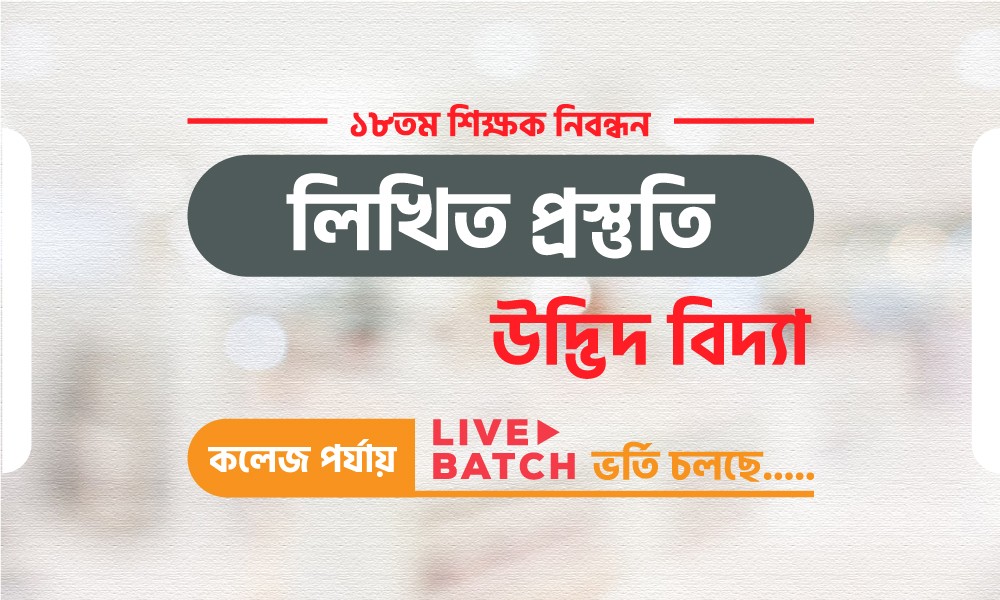 ১৮তম শিক্ষক নিবন্ধন
লিখিত প্রস্তুতি
উদ্ভিদ বিদ্যা
কলেজ পর্যায়
LIVE
BATCH
ভর্তি চলছে.....